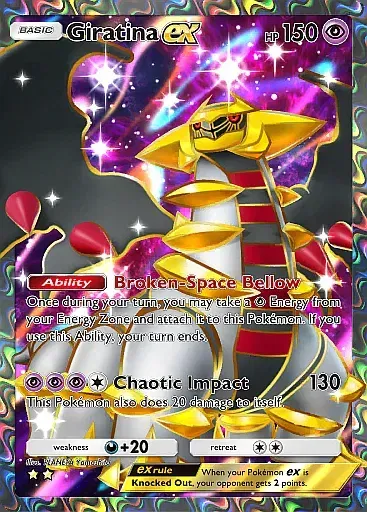 BASIC Giratina ex HP 150
Ability Broken-Space Bellow
Once during your turn, you may take a Energy from
your Energy Zone and attach it to this Pokémon. If you
use this Ability, your turn ends.
Chaotic Impact 130
This Pokémon also does 20 damage to itself.
weakness +20 retreat
Illus.
ex rule When your Pokémon ex is
Knocked Out, your opponent gets 2 points.